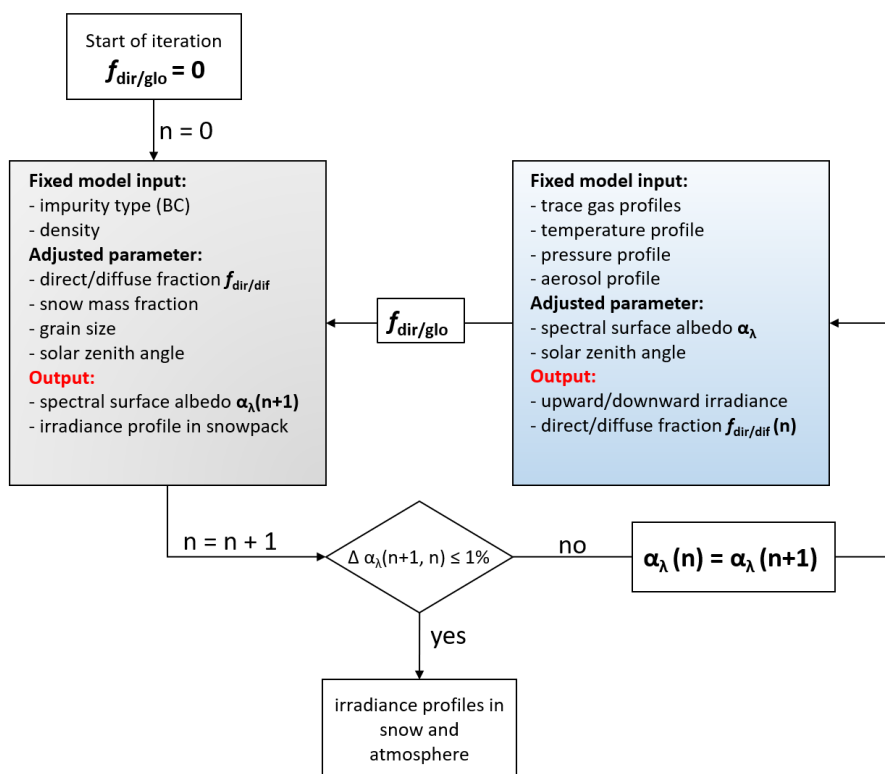 Start of iteration
f dir/glo = 0
n = 0
Fixed model input:
- impurity type (BC)
- density
Adjusted parameter:
- direct/diffuse fraction f dir/dif
- snow mass fraction
- grain size
- solar zenith angle
Output:
- spectral surface albedo αλ(n+1)
- irradiance profile in snowpack
f dir/glo
Fixed model input:
- trace gas profiles
- temperature profile
- pressure profile
- aerosol profile
Adjusted parameter:
- spectral surface albedo αλ
- solar zenith angle
Output:
- upward/downward irradiance
- direct/diffuse fraction f dir/dif (n)
n = n + 1
Δ αλ(n+1, n) ≤ 1%
no
αλ (n) = αλ (n+1)
yes
irradiance profiles in
snow and
atmosphere